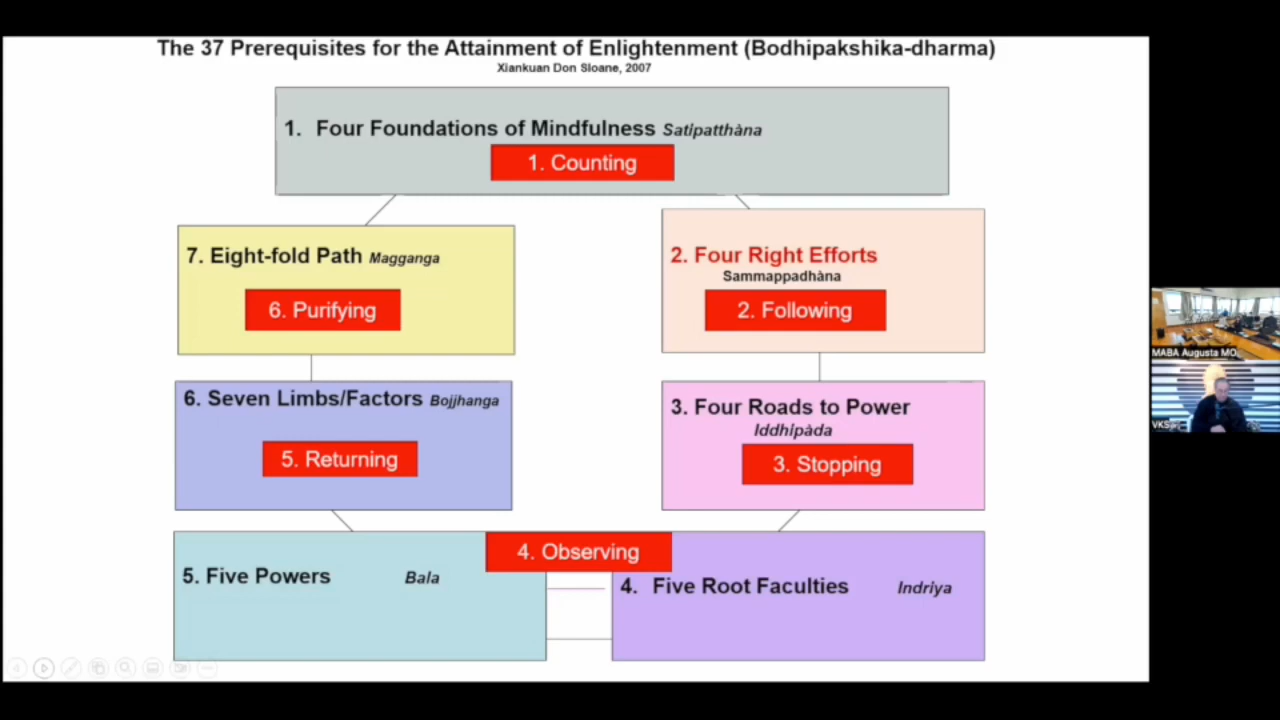 The 37 Prerequisites for the Attainment of Enlightenment (Bodhipakshika-dharma)
Xiankuan Don Sloane, 2007
1. Four Foundations of Mindfulness Satipatthàna
1. Counting
7. Eight-fold Path Magganga
6. Purifying
2. Four Right Efforts
Sammappadhàna
2. Following
6. Seven Limbs/Factors Bojjhanga
5. Returning
3. Four Roads to Power
Iddhipàda
3. Stopping
4. Observing
5. Five Powers Bala
4. Five Root Faculties Indriya
MABA Augusta MO